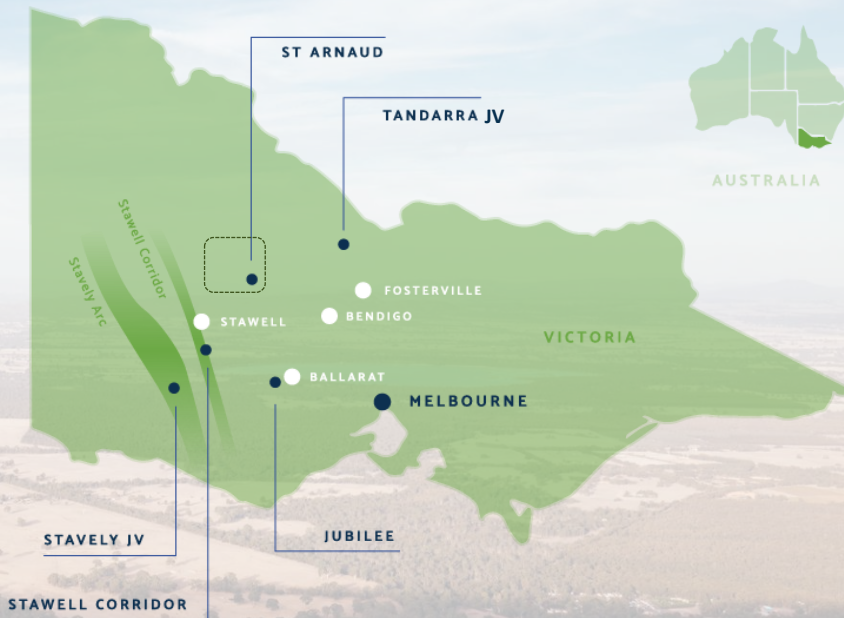 ST ARNAUD
TANDARRA JV
AUSTRALIA
Stawell Corridor
Stavely Arc
FOSTERVILLE
BENDIGO
STAWELL
VICTORIA
BALLARAT
MELBOURNE
STAVELY JV
JUBILEE
STAWELL CORRIDOR